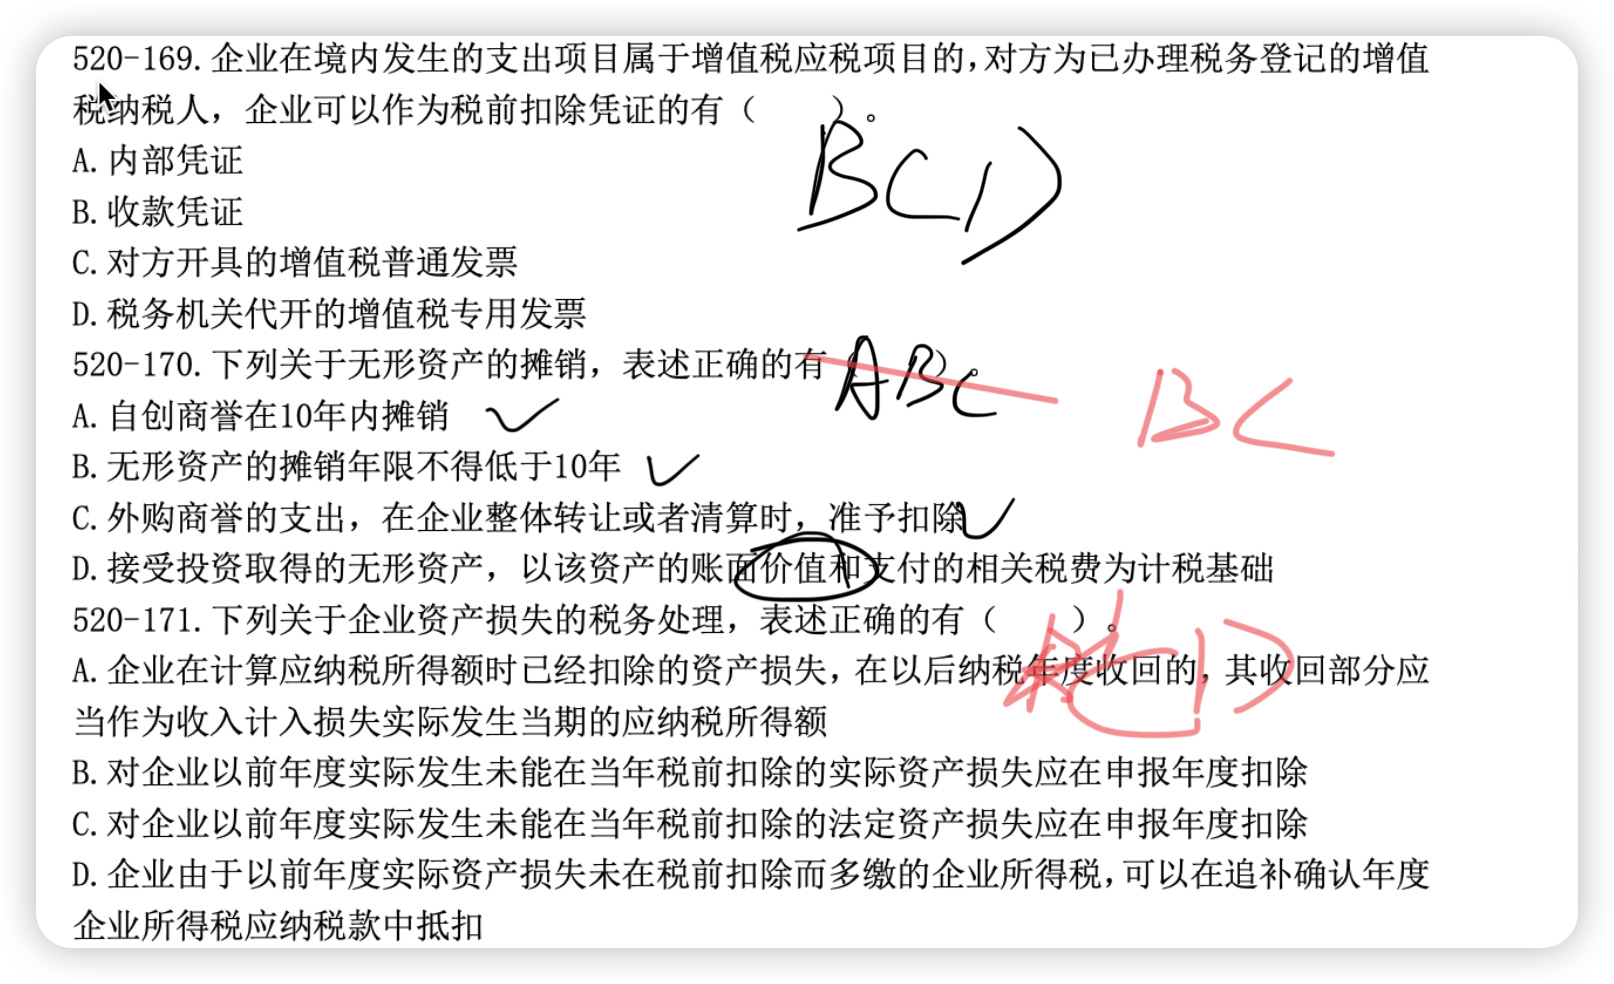 520-169. 企业在境内发生的支出项目属于增值税应税项目的,对方为已办理税务登记的增值
税纳税人，企业可以作为税前扣除凭证的有（　　）。
BCD
A. 内部凭证
B. 收款凭证
C. 对方开具的增值税普通发票
D. 税务机关代开的增值税专用发票
520-170. 下列关于无形资产的摊销，表述正确的有（　　）。
ABC
BC
A. 自创商誉在10年内摊销
B. 无形资产的摊销年限不得低于10年
C. 外购商誉的支出，在企业整体转让或者清算时，准予扣除
D. 接受投资取得的无形资产，以该资产的账面价值和支付的相关税费为计税基础
520-171. 下列关于企业资产损失的税务处理，表述正确的有（　　）。
CD
A. 企业在计算应纳税所得额时已经扣除的资产损失,在以后纳税年度收回的,其收回部分应
当作为收入计入损失实际发生当期的应纳税所得额
B. 对企业以前年度实际发生未能在当年税前扣除的实际资产损失应在申报年度扣除
C. 对企业以前年度实际发生未能在当年税前扣除的法定资产损失应在申报年度扣除
D. 企业由于以前年度实际资产损失未在税前扣除而多缴的企业所得税,可以在追补确认年度
企业所得税应纳税款中抵扣